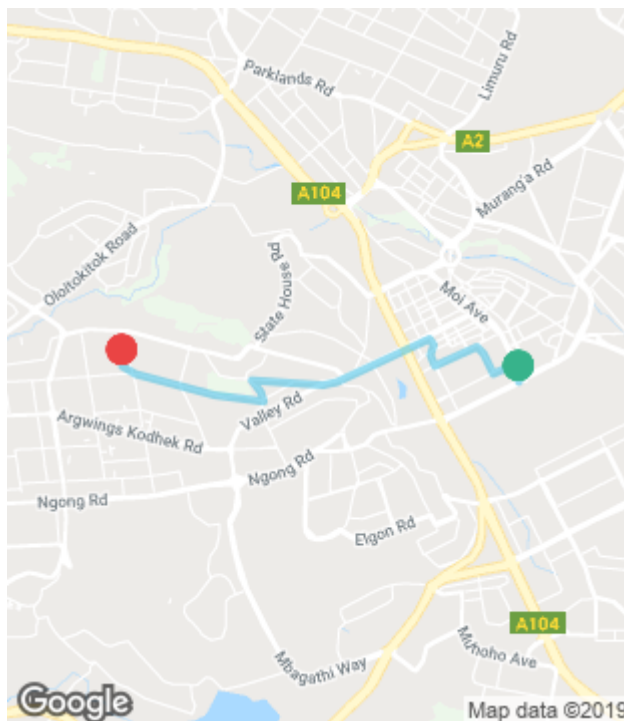 Limuru Rd
Parklands Rd
A2
Murang'a Rd
A104
Oloitokitok Road
State House Rd
Moi Ave
Valley Rd
Argwings Kodhek Rd
Ngong Rd
Ngong Rd
Elgon Rd
A104
Muhoho Ave
Mbagathi Way
Google
Map data ©2019